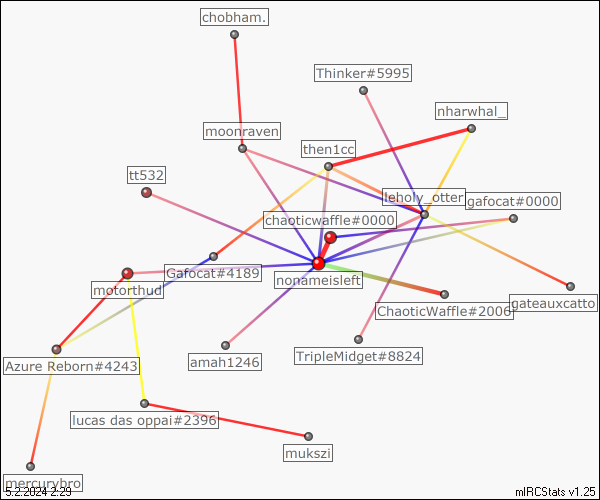 chobham.
Thinker#5995
nharwhal_
moonraven
then1cc
tt532
leholy_otter
gafocat#0000
chaoticwaffle#0000
Gafocat#4189
nonameisleft
motorthud
ChaoticWaffle#2006
gateauxcatto
amah1246
TripleMidget#8824
Azure Reborn#4243
lucas das oppai#2396
mukszi
mercurybro
5.2.2024 2:29
mIRCStats v1.25